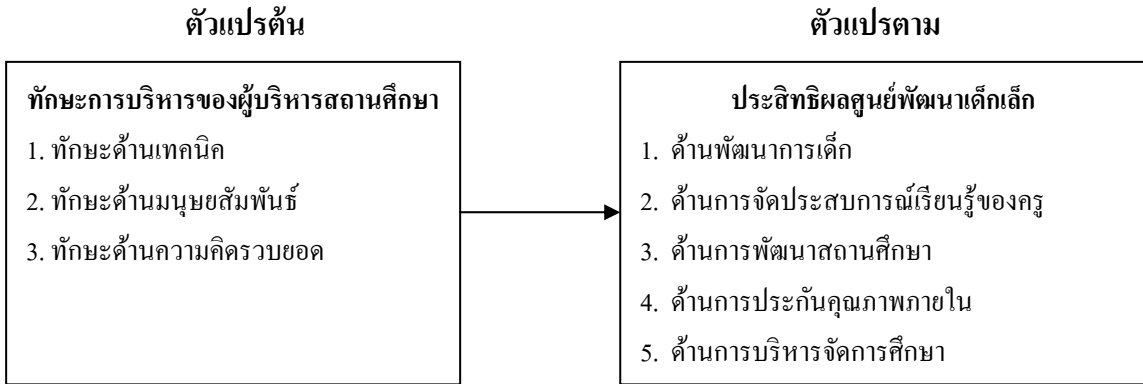 ตัวแปรต้น
ทักษะการบริหารของผู้บริหารสถานศึกษา
1. ทักษะด้านเทคนิค
2. ทักษะด้านมนุษยสัมพันธ์
3. ทักษะด้านความคิดรวบยอด
ตัวแปรตาม
ประสิทธิผลศูนย์พัฒนาเด็กเล็ก
1. ด้านพัฒนาการเด็ก
2. ด้านการจัดประสบการณ์เรียนรู้ของครู
3. ด้านการพัฒนาสถานศึกษา
4. ด้านการประกันคุณภาพภายใน
5. ด้านการบริหารจัดการศึกษา